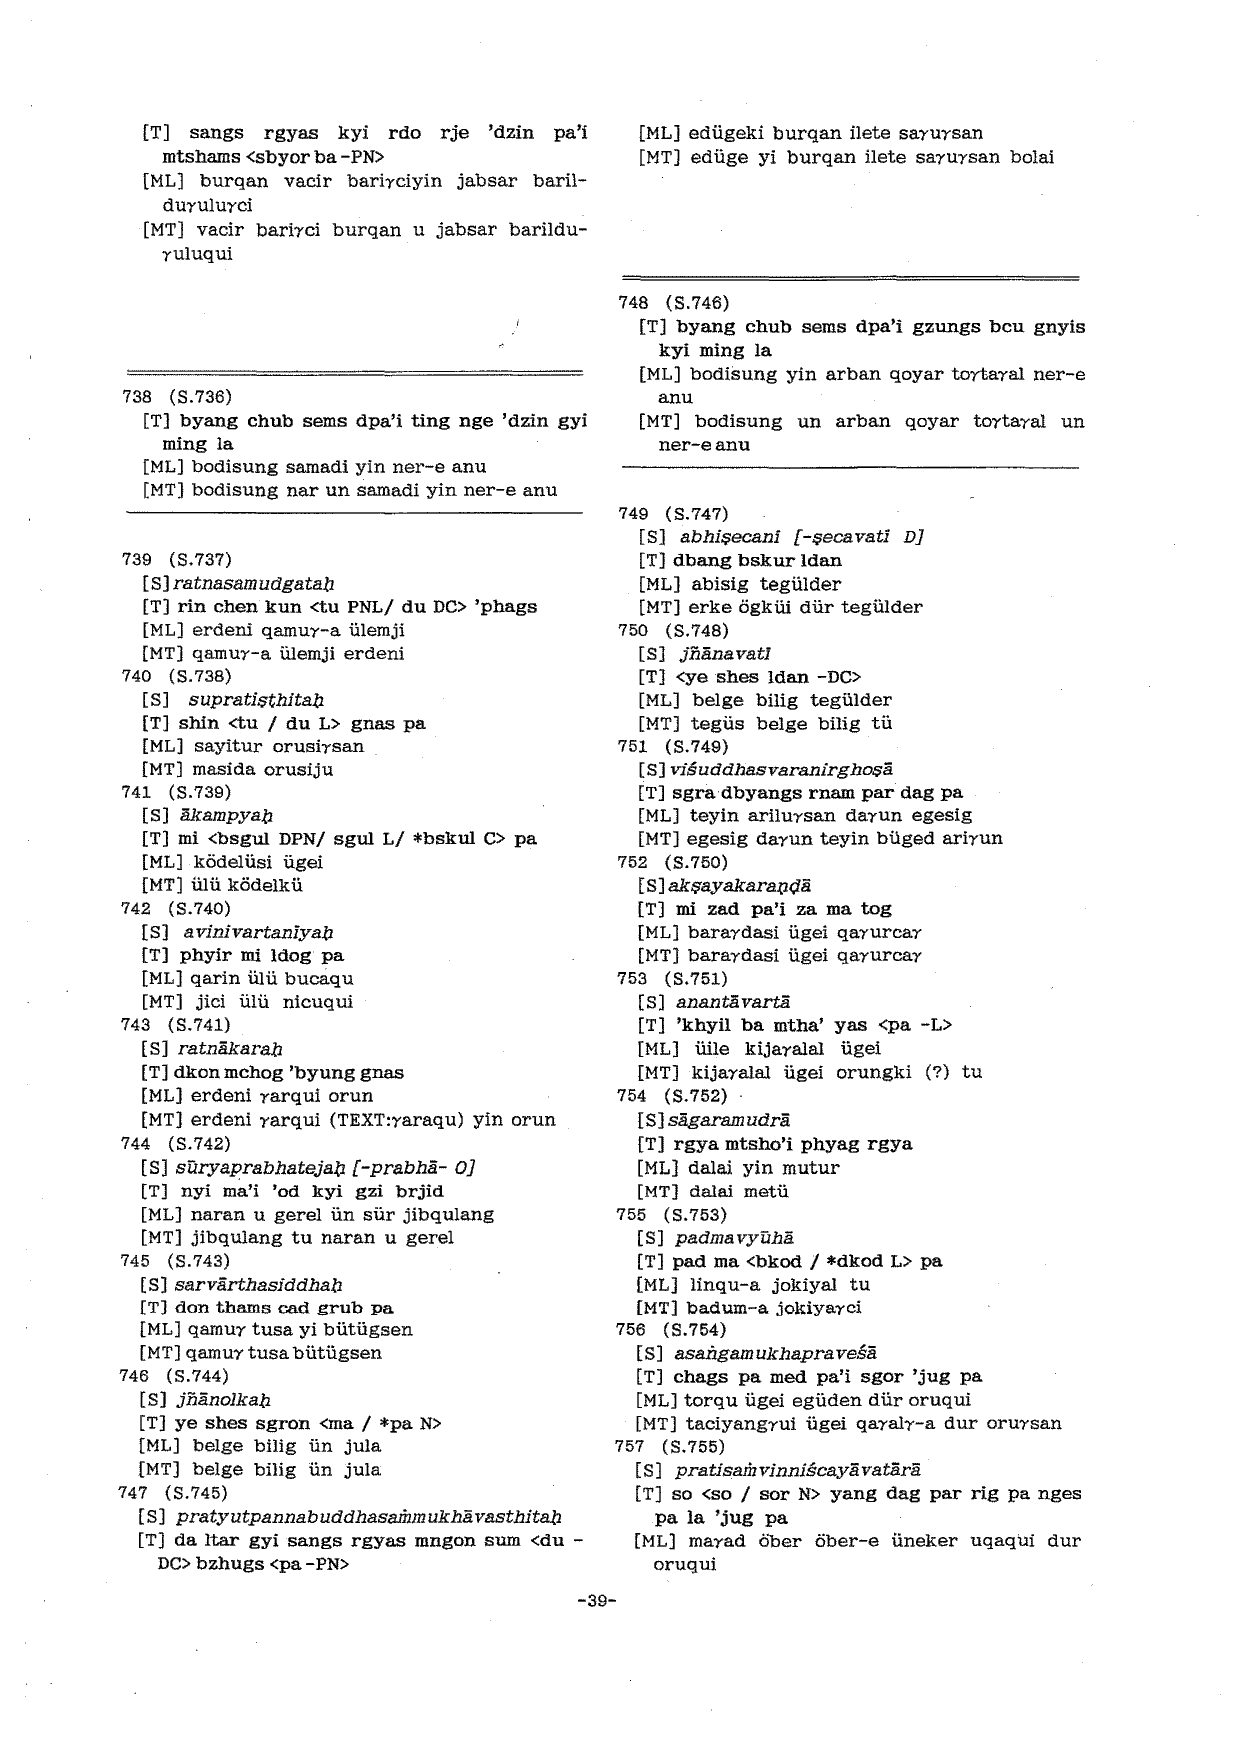 [T] sangs rgyas kyi rdo rje 'dzin pa'i
mtshams <sbyor ba -PN>
[ML] burqan vacir bariγciyin jabsar baril-
duγuluγci
[MT] vacir bariγci burqan u jabsar barildu-
γuluqui
738 (S.736)
[T] byang chub sems dpa'i ting nge 'dzin gyi
ming la
[ML] bodisung samadi yin ner-e anu
[MT] bodisung nar un samadi yin ner-e anu
739 (S.737)
[S] ratnasamudgataḥ
[T] rin chen kun <tu PNL/ du DC> 'phags
[ML] erdeni qamuγ-a ülemji
[MT] qamuγ-a ülemji erdeni
740 (S.738)
[S] supratiṣṭhitaḥ
[T] shin <tu / du L> gnas pa
[ML] sayitur orusiγsan
[MT] masida orusiju
741 (S.739)
[S] ākampyaḥ
[T] mi <bsgul DPN/ sgul L/ *bskul C> pa
[ML] ködelüsi ügei
[MT] ülü ködelkü
742 (S.740)
[S] avinivartanīyaḥ
[T] phyir mi ldog pa
[ML] qarin ülü bucaqu
[MT] jici ülü nicuqui
743 (S.741)
[S] ratnākaraḥ
[T] dkon mchog 'byung gnas
[ML] erdeni γarqui orun
[MT] erdeni γarqui (TEXT:γaraqu) yin orun
744 (S.742)
[S] sūryaprabhatejaḥ [-prabhā- O]
[T] nyi ma'i 'od kyi gzi brjid
[ML] naran u gerel ün sür jibqulang
[MT] jibqulang tu naran u gerel
745 (S.743)
[S] sarvārthasiddhaḥ
[T] don thams cad grub pa
[ML] qamuγ tusa yi bütügsen
[MT] qamuγ tusa bütügsen
746 (S.744)
[S] jñānolkaḥ
[T] ye shes sgron <ma / *pa N>
[ML] belge bilig ün jula
[MT] belge bilig ün jula
747 (S.745)
[S] pratyutpannabuddhasaṁmukhāvasthitaḥ
[T] da ltar gyi sangs rgyas mngon sum <du -
DC> bzhugs <pa -PN>
[ML] edügeki burqan ilete saγuγsan
[MT] edüge yi burqan ilete saγuγsan bolai
748 (S.746)
[T] byang chub sems dpa'i gzungs bcu gnyis
kyi ming la
[ML] bodisung yin arban qoyar toγtaγal ner-e
anu
[MT] bodisung un arban qoyar toγtaγal un
ner-e anu
749 (S.747)
[S] abhiṣecanī [-ṣecavatī D]
[T] dbang bskur ldan
[ML] abisig tegülder
[MT] erke ögküi dür tegülder
750 (S.748)
[S] jñānavatī
[T] <ye shes ldan -DC>
[ML] belge bilig tegülder
[MT] tegüs belge bilig tü
751 (S.749)
[S] viśuddhasvaranirghoṣā
[T] sgra dbyangs rnam par dag pa
[ML] teyin ariluγsan daγun egesig
[MT] egesig daγun teyin büged ariγun
752 (S.750)
[S] akṣayakaraṇḍā
[T] mi zad pa'i za ma tog
[ML] baraγdasi ügei qaγurcaγ
[MT] baraγdasi ügei qaγurcaγ
753 (S.751)
[S] anantāvartā
[T] 'khyil ba mtha' yas <pa -L>
[ML] üile kijaγalal ügei
[MT] kijaγalal ügei orungki (?) tu
754 (S.752)
[S] sāgaramudrā
[T] rgya mtsho'i phyag rgya
[ML] dalai yin mutur
[MT] dalai metü
755 (S.753)
[S] padmavyūhā
[T] pad ma <bkod / *dkod L> pa
[ML] linqu-a jokiyal tu
[MT] badum-a jokiyaγci
756 (S.754)
[S] asaṅgamukhapraveśā
[T] chags pa med pa'i sgor 'jug pa
[ML] torqu ügei egüden dür oruqui
[MT] taciyangγui ügei qaγalγ-a dur oruγsan
757 (S.755)
[S] pratisaṁvinniścayāvatārā
[T] so <so / sor N> yang dag par rig pa nges
pa la 'jug pa
[ML] maγad öber öber-e üneker uqaqui dur
oruqui
-39-